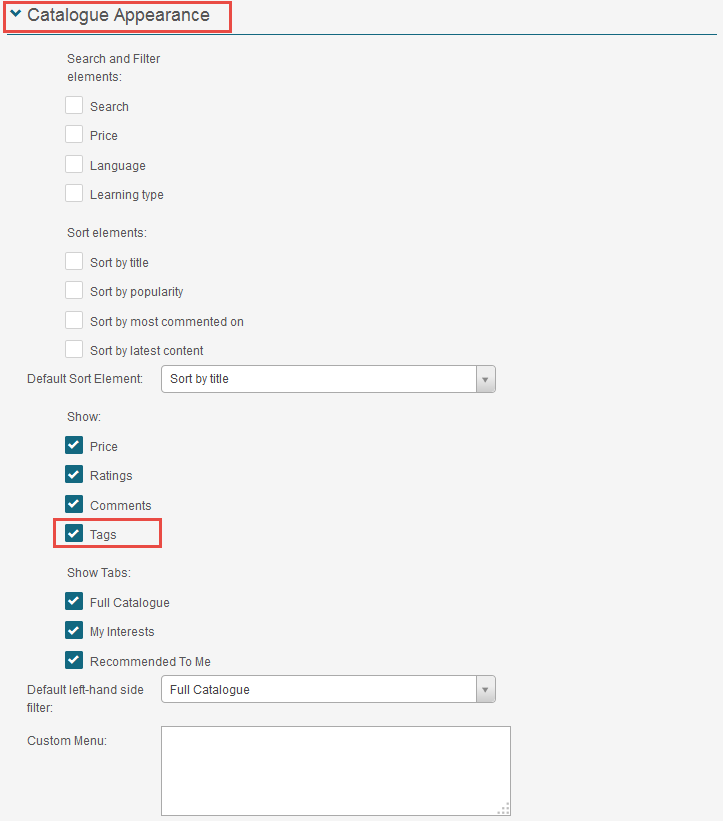 Catalogue Appearance
Search and Filter
elements:
Search
Price
Language
Learning type
Sort elements:
Sort by title
Sort by popularity
Sort by most commented on
Sort by latest content
Default Sort Element: Sort by title
Show:
Price
Ratings
Comments
Tags
Show Tabs:
Full Catalogue
My Interests
Recommended To Me
Default left-hand side Full Catalogue
filter:
Custom Menu: